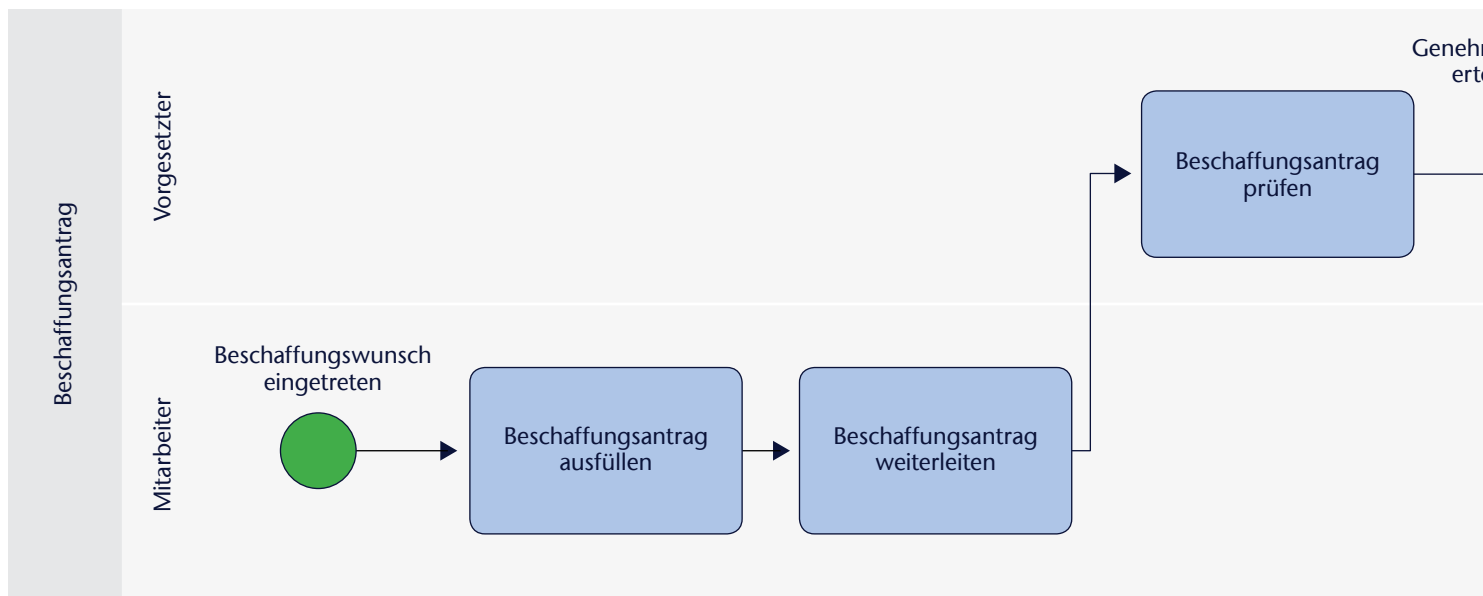 Beschaffungsantrag
Vorgesetzter
Beschaffungsantrag
prüfen
Mitarbeiter
Beschaffungswunsch
eingetreten
Beschaffungsantrag
ausfüllen
Beschaffungsantrag
weiterleiten